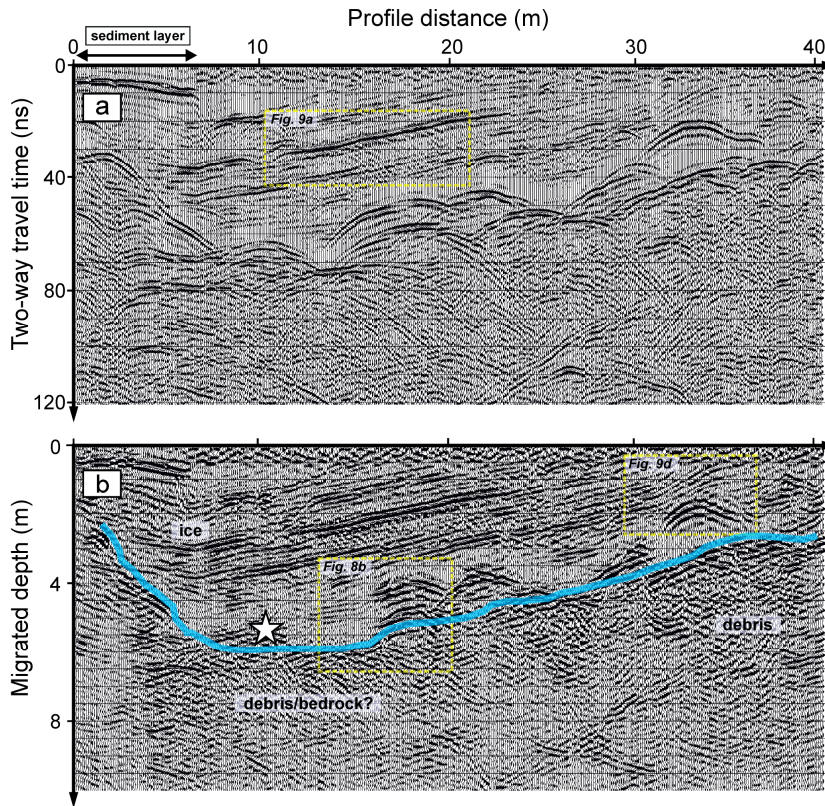 Profile distance (m)
sediment layer
0 10 20 30 40
Two-way travel time (ns)
0
a
Fig. 9a
40
80
120
Migrated depth (m)
0
b
Fig. 9d
ice
Fig. 8b
4
debris
debris/bedrock?
8